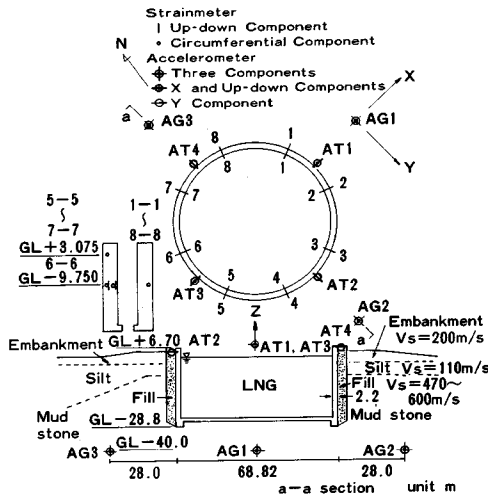 Strainmeter
| Up-down Component
• Circumferential Component
Accelerometer
Three Components
X and Up-down Components
Y Component
N
X
a
AG3
AG1
Y
8
1
AT4
8
1
AT1
7
7
2
2
5-5
1-1
~
~
7-7
8-8
GL+3.075
6-6
GL-9.750
6
6
3
3
AT3
5
5
4
4
AT2
Z
AG2
a
GL+6.70
AT2
AT1, AT3
AT4
Embankment
Vs=200m/s
Embankment
Silt
Silt Vs=110m/s
LNG
Fill
Fill
Vs=470~
600m/s
2.2
Mud
stone
Mud stone
GL-28.8
GL-40.0
AG3
AG1
AG2
28.0
68.82
28.0
a-a section unit m